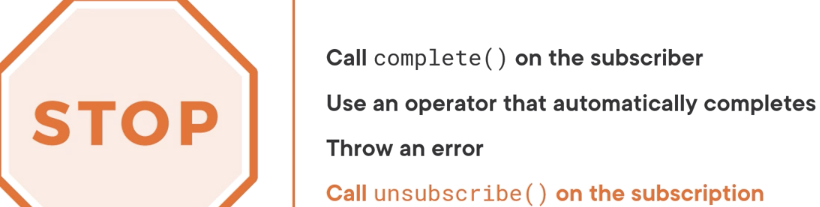 STOP
Call complete() on the subscriber
Use an operator that automatically completes
Throw an error
Call unsubscribe() on the subscription